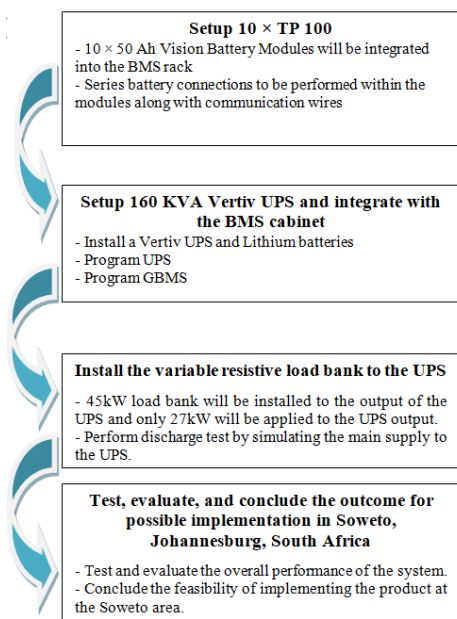 Setup 10 × TP 100
- 10 × 50 Ah Vision Battery Modules will be integrated
into the BMS rack
- Series battery connections to be performed within the
modules along with communication wires
Setup 160 KVA Vertiv UPS and integrate with
the BMS cabinet
- Install a Vertiv UPS and Lithium batteries
- Program UPS
- Program GBMS
Install the variable resistive load bank to the UPS
- 45kW load bank will be installed to the output of the
UPS and only 27kW will be applied to the UPS output.
- Perform discharge test by simulating the main supply to
the UPS.
Test, evaluate, and conclude the outcome for
possible implementation in Soweto,
Johannesburg, South Africa
- Test and evaluate the overall performance of the system.
- Conclude the feasibility of implementing the product at
the Soweto area.